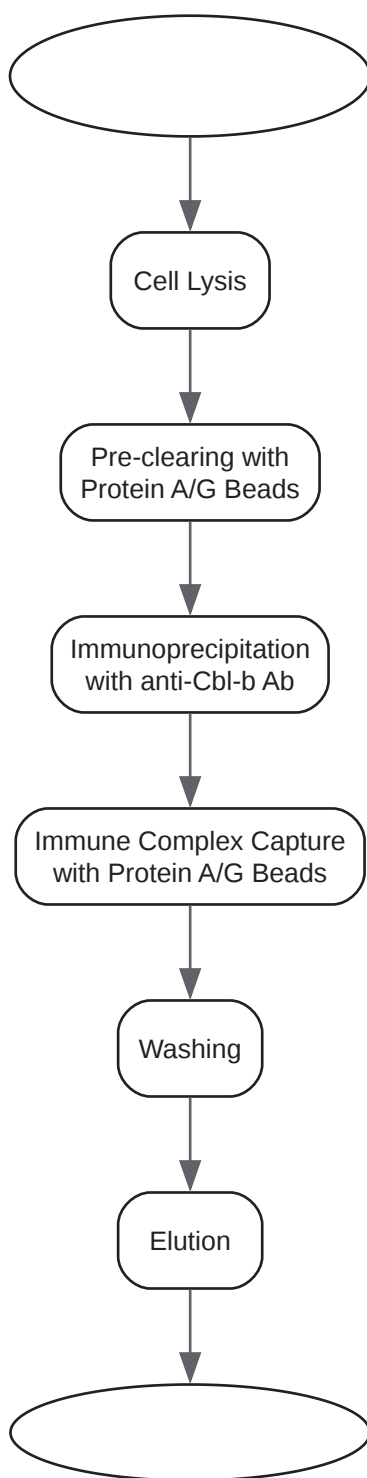 Cell Lysis
Pre-clearing with
Protein A/G Beads
Immunoprecipitation
with anti-Cbl-b Ab
Immune Complex Capture
with Protein A/G Beads
Washing
Elution